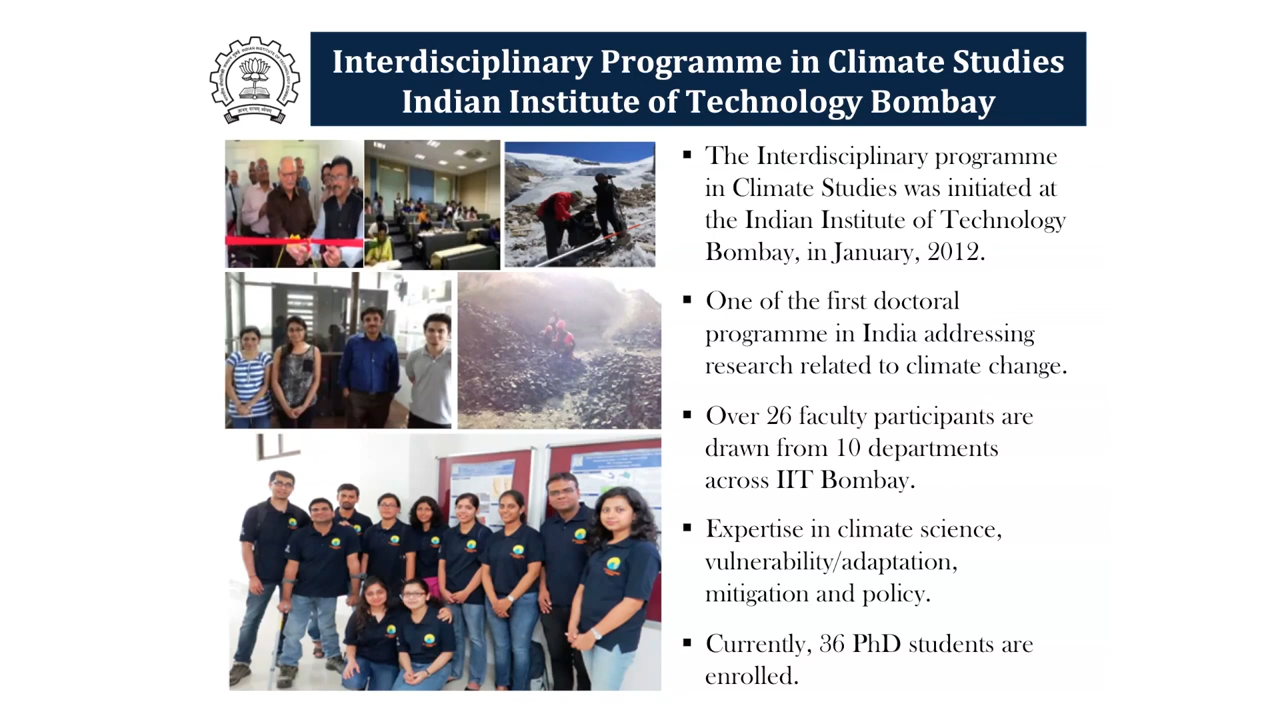 Interdisciplinary Programme in Climate Studies
Indian Institute of Technology Bombay
▪ The Interdisciplinary programme
in Climate Studies was initiated at
the Indian Institute of Technology
Bombay, in January, 2012.
▪ One of the first doctoral
programme in India addressing
research related to climate change.
▪ Over 26 faculty participants are
drawn from 10 departments
across IIT Bombay.
▪ Expertise in climate science,
vulnerability/adaptation,
mitigation and policy.
▪ Currently, 36 PhD students are
enrolled.